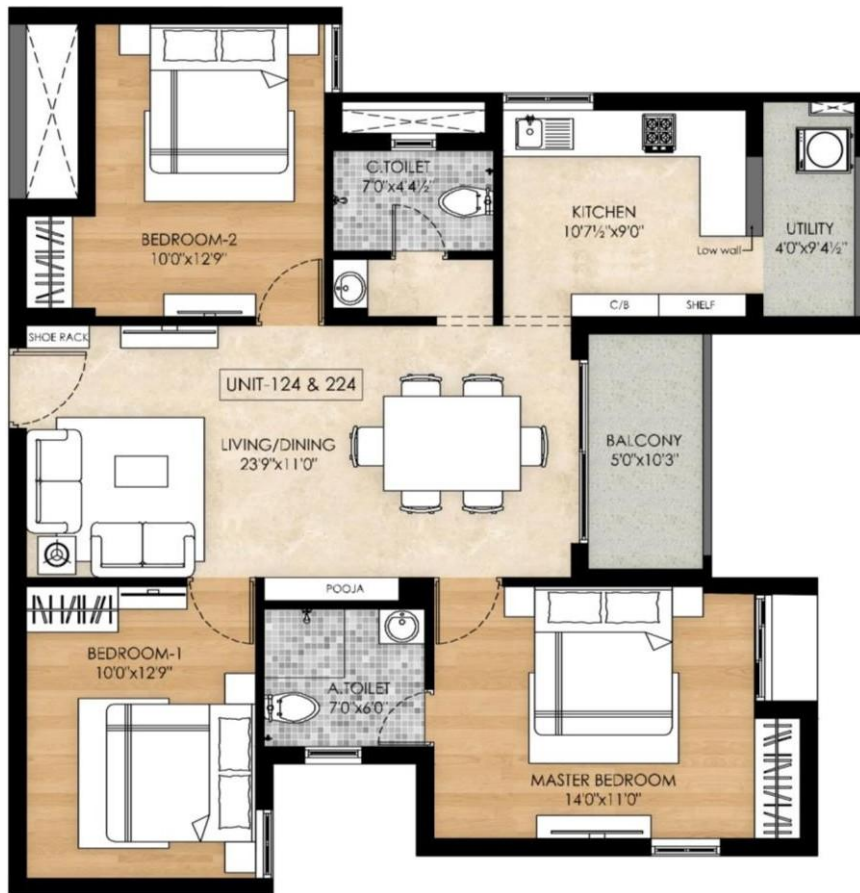 C.TOILET
7'0"x4'4½"
KITCHEN
10'7½"x9'0"
UTILITY
4'0"x9'4½"
Low wall
BEDROOM-2
10'0"x12'9"
C/B
SHELF
SHOE RACK
UNIT-124 & 224
LIVING/DINING
23'9"x11'0"
BALCONY
5'0"x10'3"
POOJA
BEDROOM-1
10'0"x12'9"
A.TOILET
7'0"x6'0"
MASTER BEDROOM
14'0"x11'0"